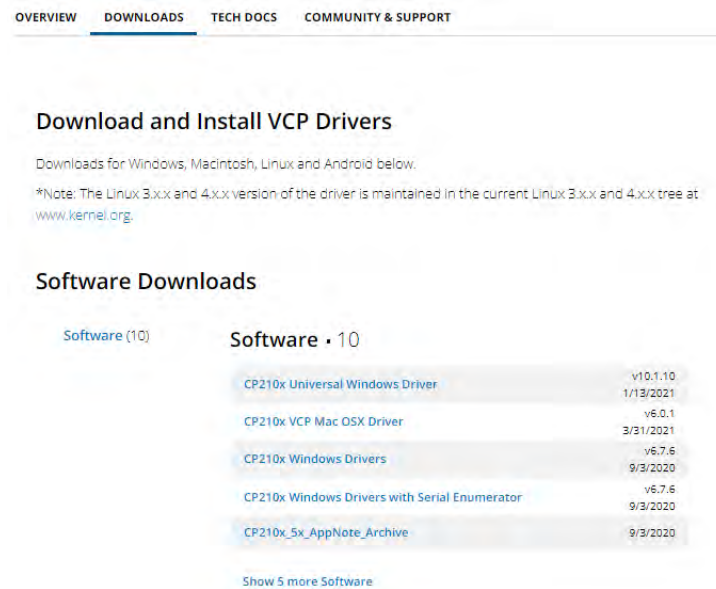 OVERVIEW DOWNLOADS TECH DOCS COMMUNITY & SUPPORT
Download and Install VCP Drivers
Downloads for Windows, Macintosh, Linux and Android below.
*Note: The Linux 3.x.x and 4.x.x version of the driver is maintained in the current Linux 3.x.x and 4.x.x tree at
www.kernel.org.
Software Downloads
Software (10)
Software • 10
CP210x Universal Windows Driver
v10.1.10
1/13/2021
CP210x VCP Mac OSX Driver
v6.0.1
3/31/2021
CP210x Windows Drivers
v6.7.6
9/3/2020
CP210x Windows Drivers with Serial Enumerator
v6.7.6
9/3/2020
CP210x_5x_AppNote_Archive
9/3/2020
Show 5 more Software